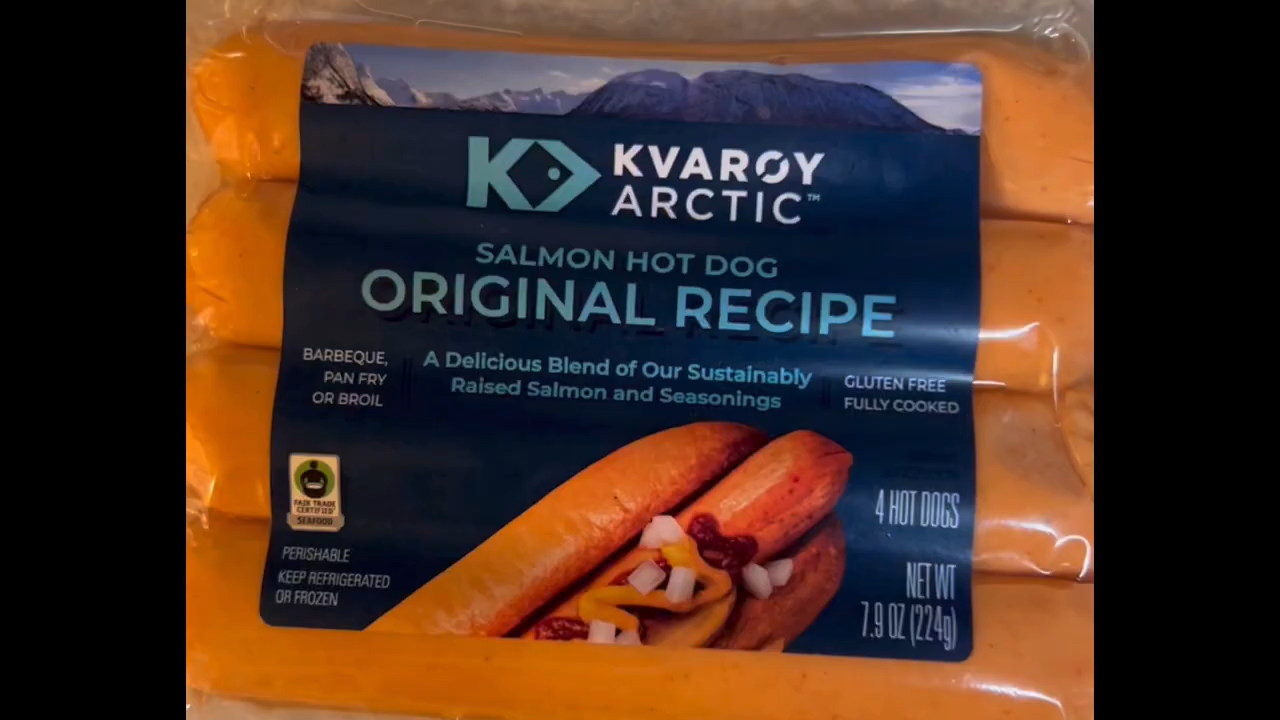 KVARØY
ARCTIC™
SALMON HOT DOG
ORIGINAL RECIPE
A Delicious Blend of Our Sustainably
Raised Salmon and Seasonings
BARBEQUE,
PAN FRY
OR BROIL
GLUTEN FREE
FULLY COOKED
FAIR TRADE
CERTIFIED
SEAFOOD
PERISHABLE
KEEP REFRIGERATED
OR FROZEN
4 HOT DOGS
NET WT
7.9 OZ (224g)